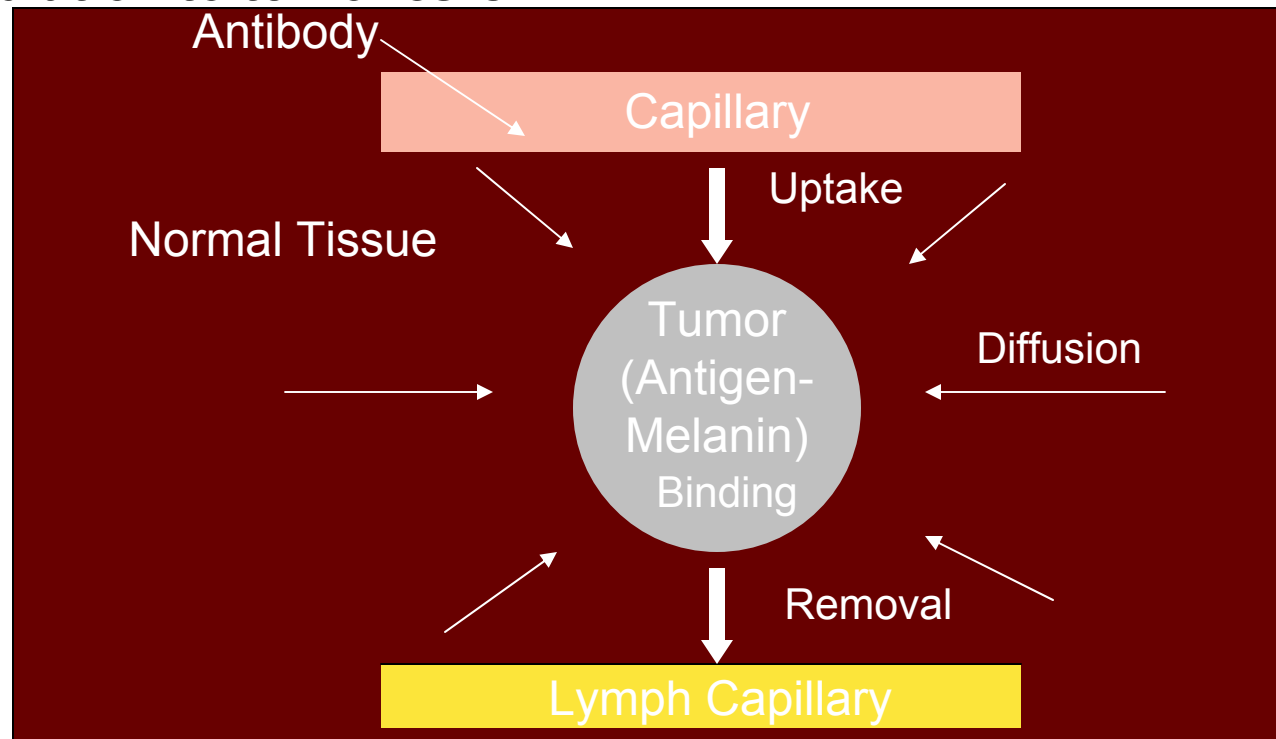 Antibody
Capillary
Uptake
Normal Tissue
Tumor
(Antigen-
Melanin)
Binding
Diffusion
Removal
Lymph Capillary